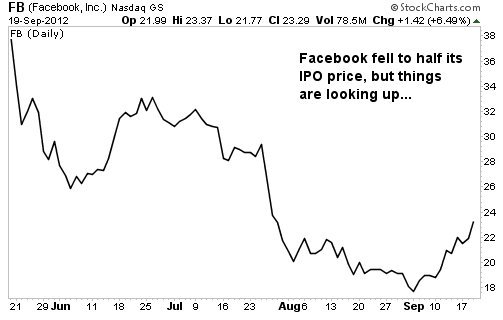 FB (Facebook, Inc.) Nasdaq GS © StockCharts.com
19-Sep-2012 Op 21.99 Hi 23.37 Lo 21.77 Cl 23.29 Vol 78.5M Chg +1.42 (+6.49%)
FB (Daily)
Facebook fell to half its
IPO price, but things
are looking up...
38
36
34
32
30
28
26
24
22
20
18
21 29 Jun 11 18 25 Jul 9 16 23 Aug 6 13 20 27 Sep 10 17